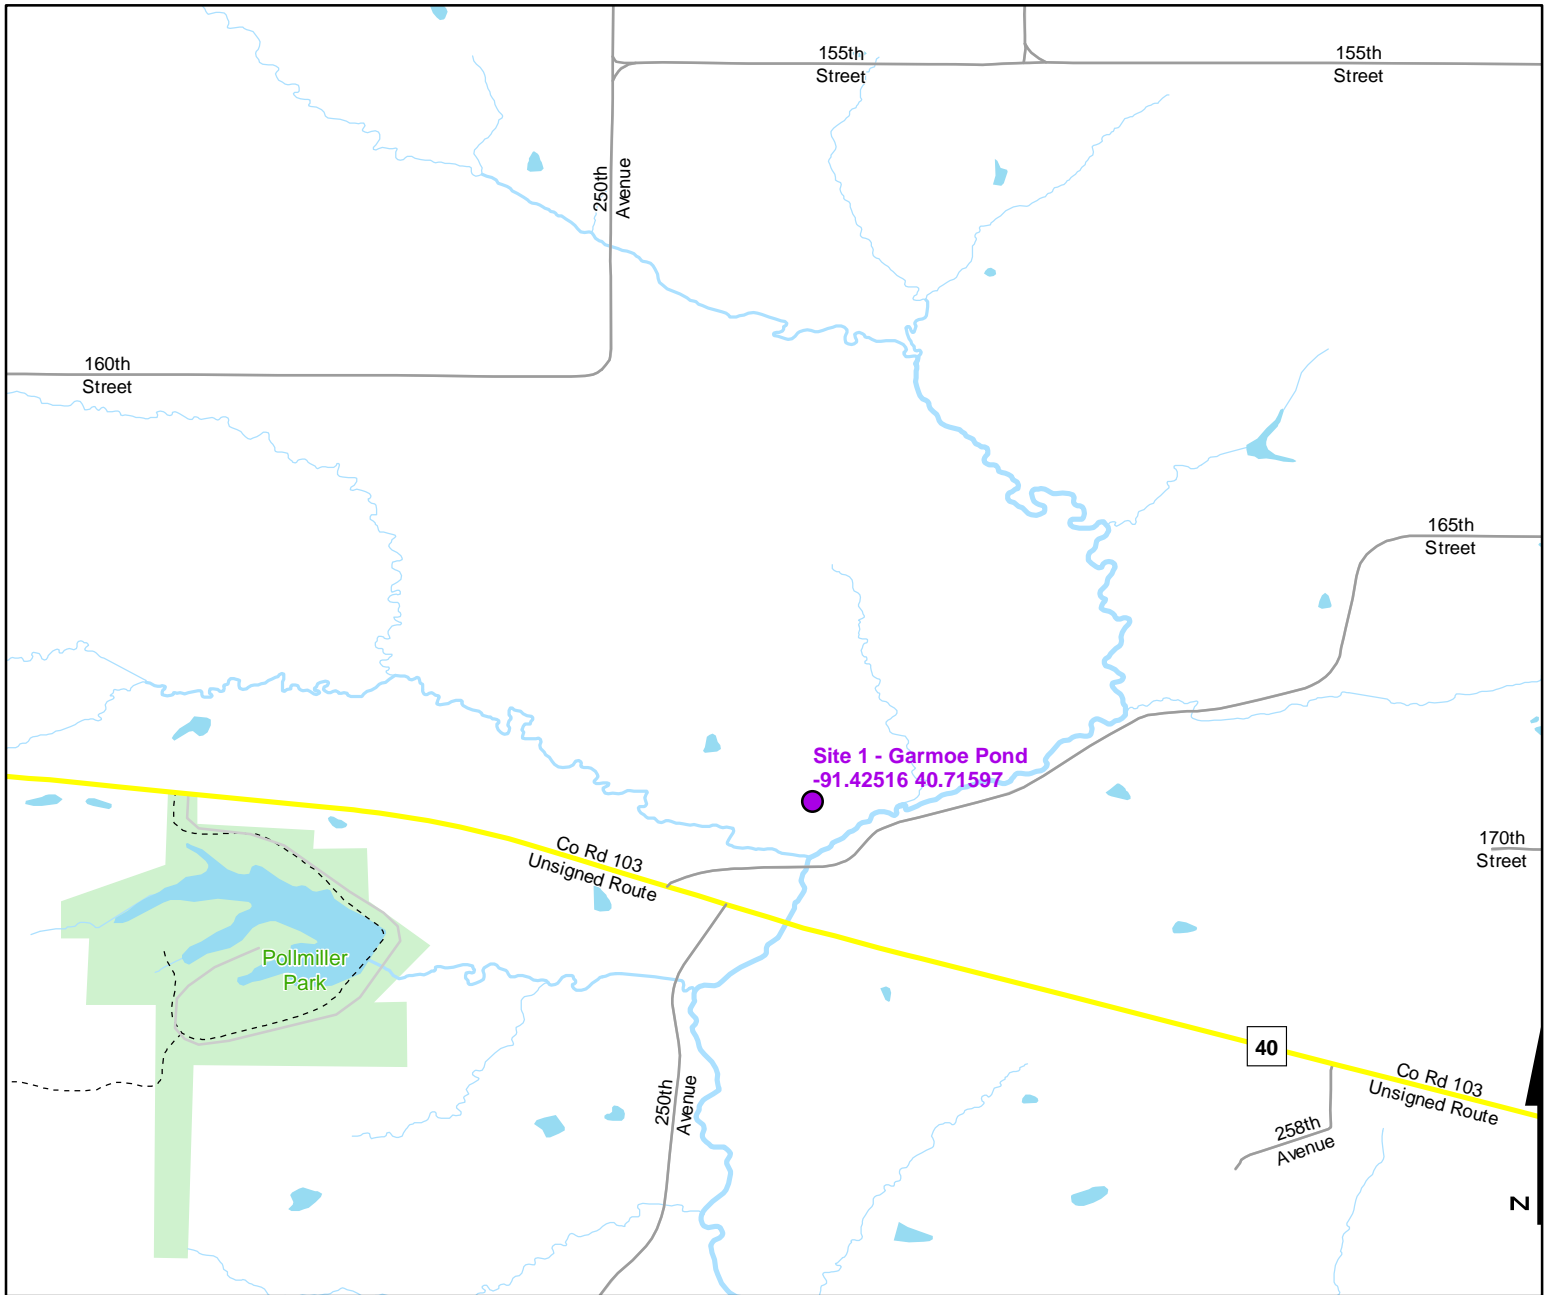 155th
Street
155th
Street
250th
Avenue
160th
Street
165th
Street
Site 1 - Garmoe Pond
-91.42516 40.71597
Co Rd 103
Unsigned Route
170th
Street
Pollmiller
Park
40
Co Rd 103
Unsigned Route
250th
Avenue
258th
Avenue
N